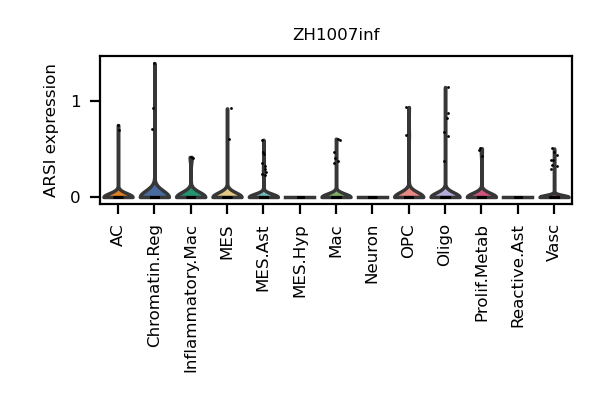 ZH1007inf
ARSI expression
1
0
AC
Chromatin.Reg
Inflammatory.Mac
MES
MES.Ast
MES.Hyp
Mac
Neuron
OPC
Oligo
Prolif.Metab
Reactive.Ast
Vasc